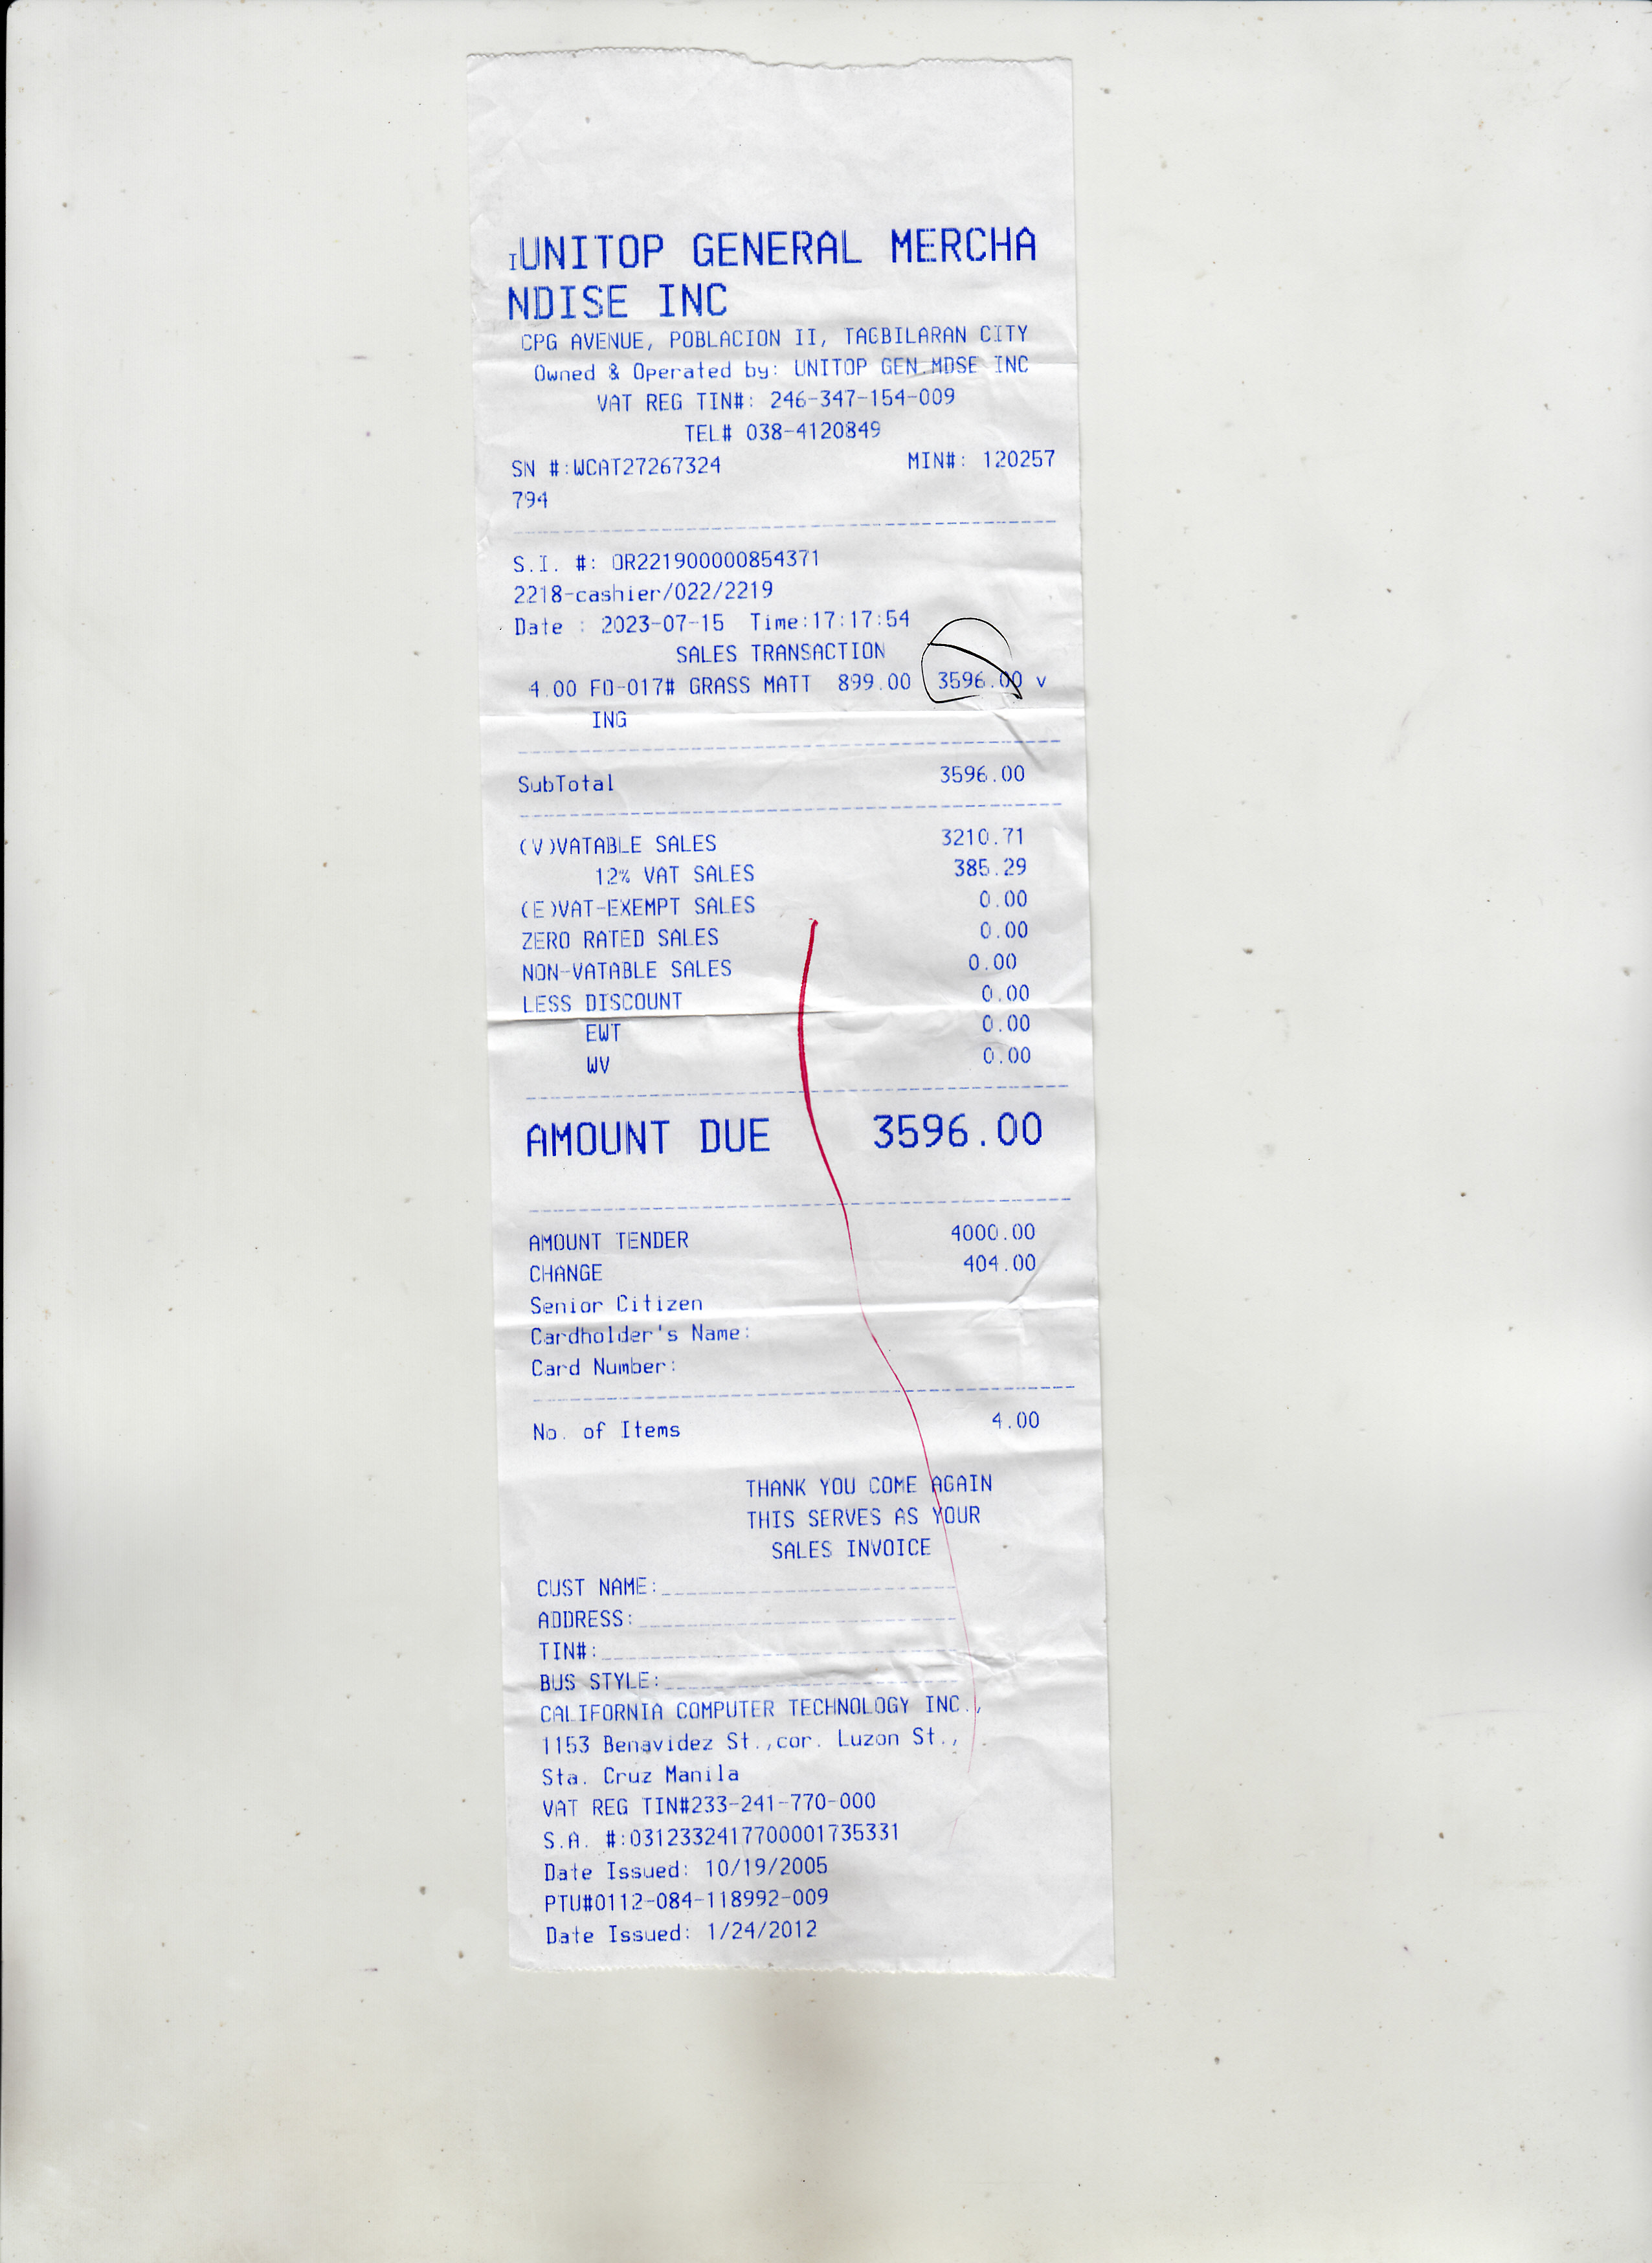 IUNITOP GENERAL MERCHA
NDISE INC
CPG AVENUE, POBLACION II, TAGBILARAN CITY
Owned & Operated by: UNITOP GEN.MDSE INC
VAT REG TIN#: 246-347-154-009
TEL# 038-4120849
SN #:WCAT27267324 MIN#: 120257
794
S.I. #: OR221900000854371
2218-cashier/022/2219
Date : 2023-07-15 Time:17:17:54
SALES TRANSACTION
4.00 FO-017# GRASS MATT 899.00 3596.00 v
ING
SubTotal 3596.00
(V)VATABLE SALES 3210.71
12% VAT SALES 385.29
(E)VAT-EXEMPT SALES 0.00
ZERO RATED SALES 0.00
NON-VATABLE SALES 0.00
LESS DISCOUNT 0.00
EWT 0.00
WV 0.00
AMOUNT DUE 3596.00
AMOUNT TENDER 4000.00
CHANGE 404.00
Senior Citizen
Cardholder's Name:
Card Number:
No. of Items 4.00
THANK YOU COME AGAIN
THIS SERVES AS YOUR
SALES INVOICE
CUST NAME:
ADDRESS:
TIN#:
BUS STYLE:
CALIFORNIA COMPUTER TECHNOLOGY INC.,
1153 Benavidez St.,cor. Luzon St.,
Sta. Cruz Manila
VAT REG TIN#233-241-770-000
S.A. #:0312332417700001735331
Date Issued: 10/19/2005
PTU#0112-084-118992-009
Date Issued: 1/24/2012